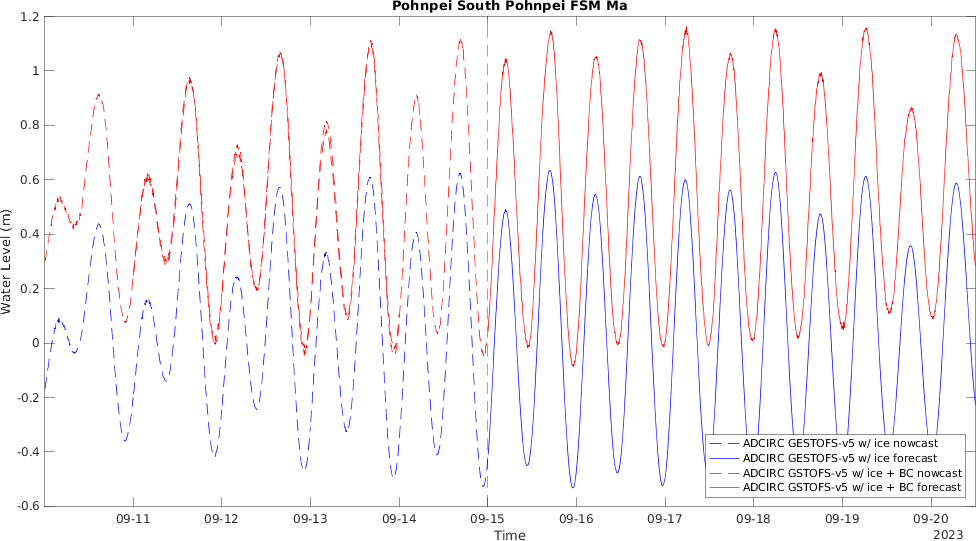 Pohnpei South Pohnpei FSM Ma
1.2
1
0.8
0.6
0.4
0.2
0
-0.2
-0.4
-0.6
Water Level (m)
ADCIRC GESTOFS-v5 w/ ice nowcast
ADCIRC GESTOFS-v5 w/ ice forecast
ADCIRC GSTOFS-v5 w/ ice + BC nowcast
ADCIRC GSTOFS-v5 w/ ice + BC forecast
09-11 09-12 09-13 09-14 09-15 09-16 09-17 09-18 09-19 09-20
Time
2023